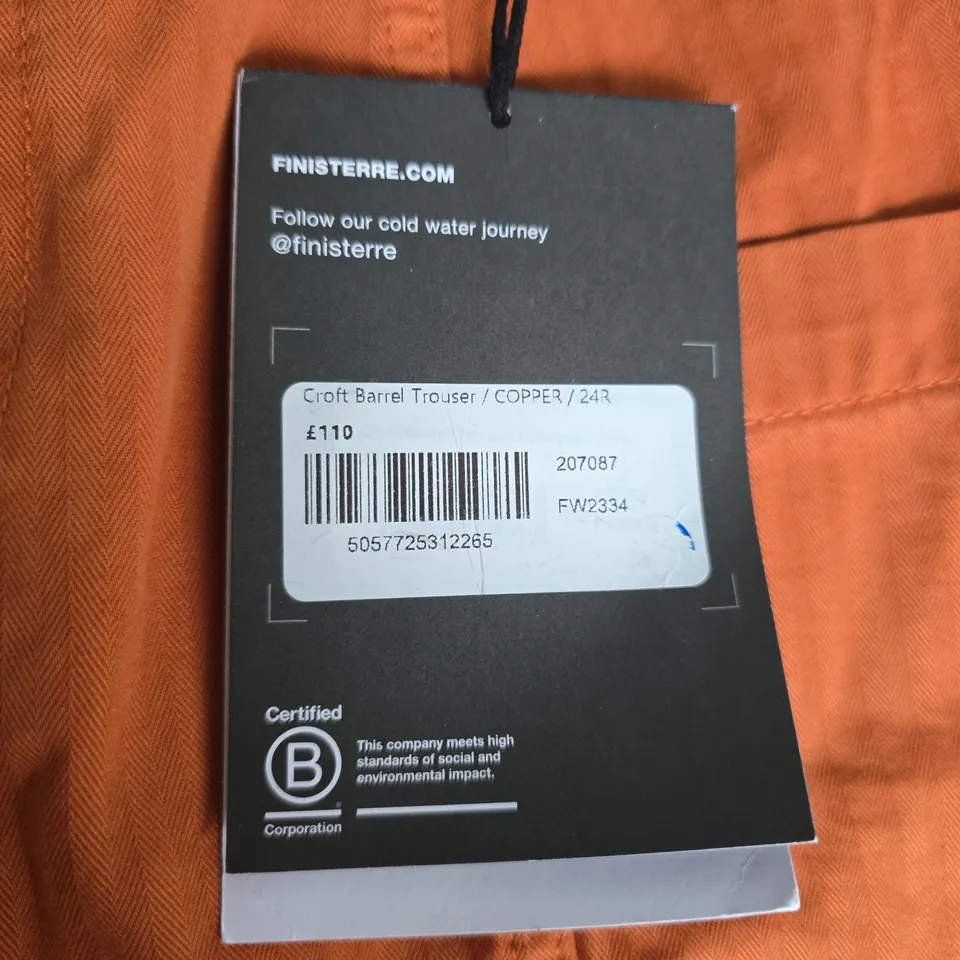 FINISTERRE.COM
Follow our cold water journey
@finisterre
Croft Barrel Trouser / COPPER / 24R
£110
207087
FW2334
5057725312265
Certified
B
Corporation
This company meets high
standards of social and
environmental impact.